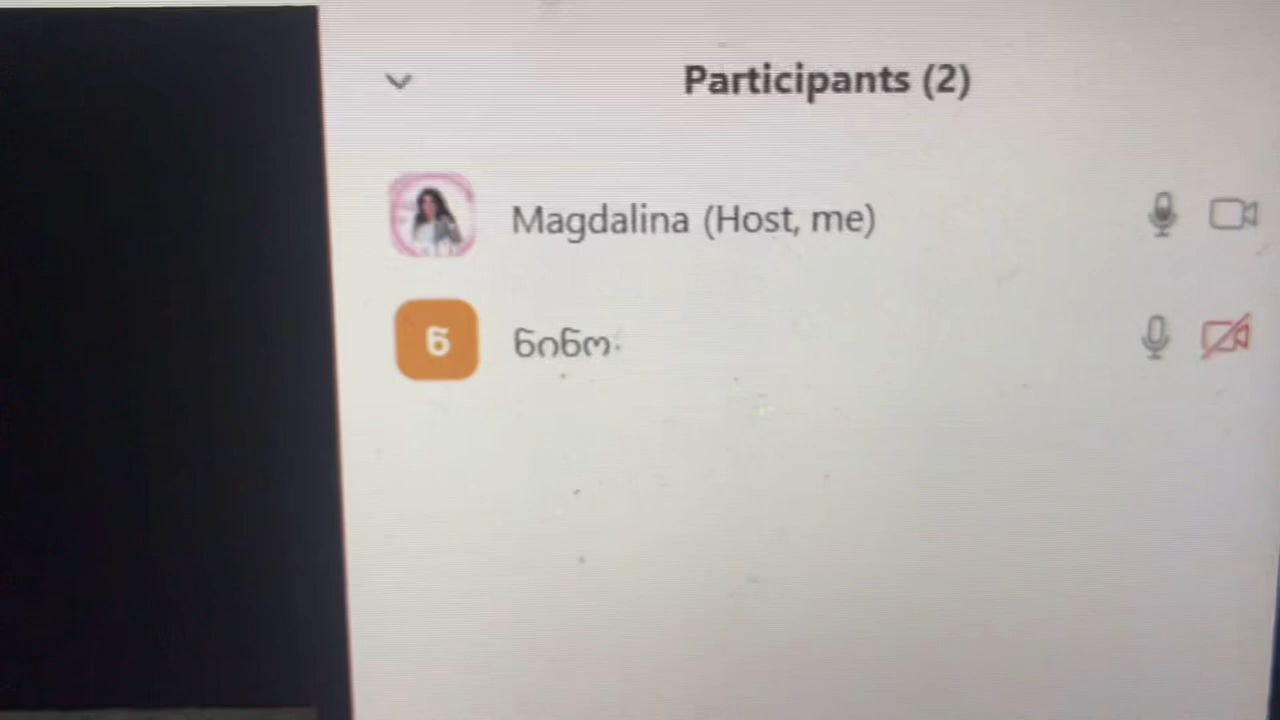 Participants (2)
Magdalina (Host, me)
ნ
ნინო